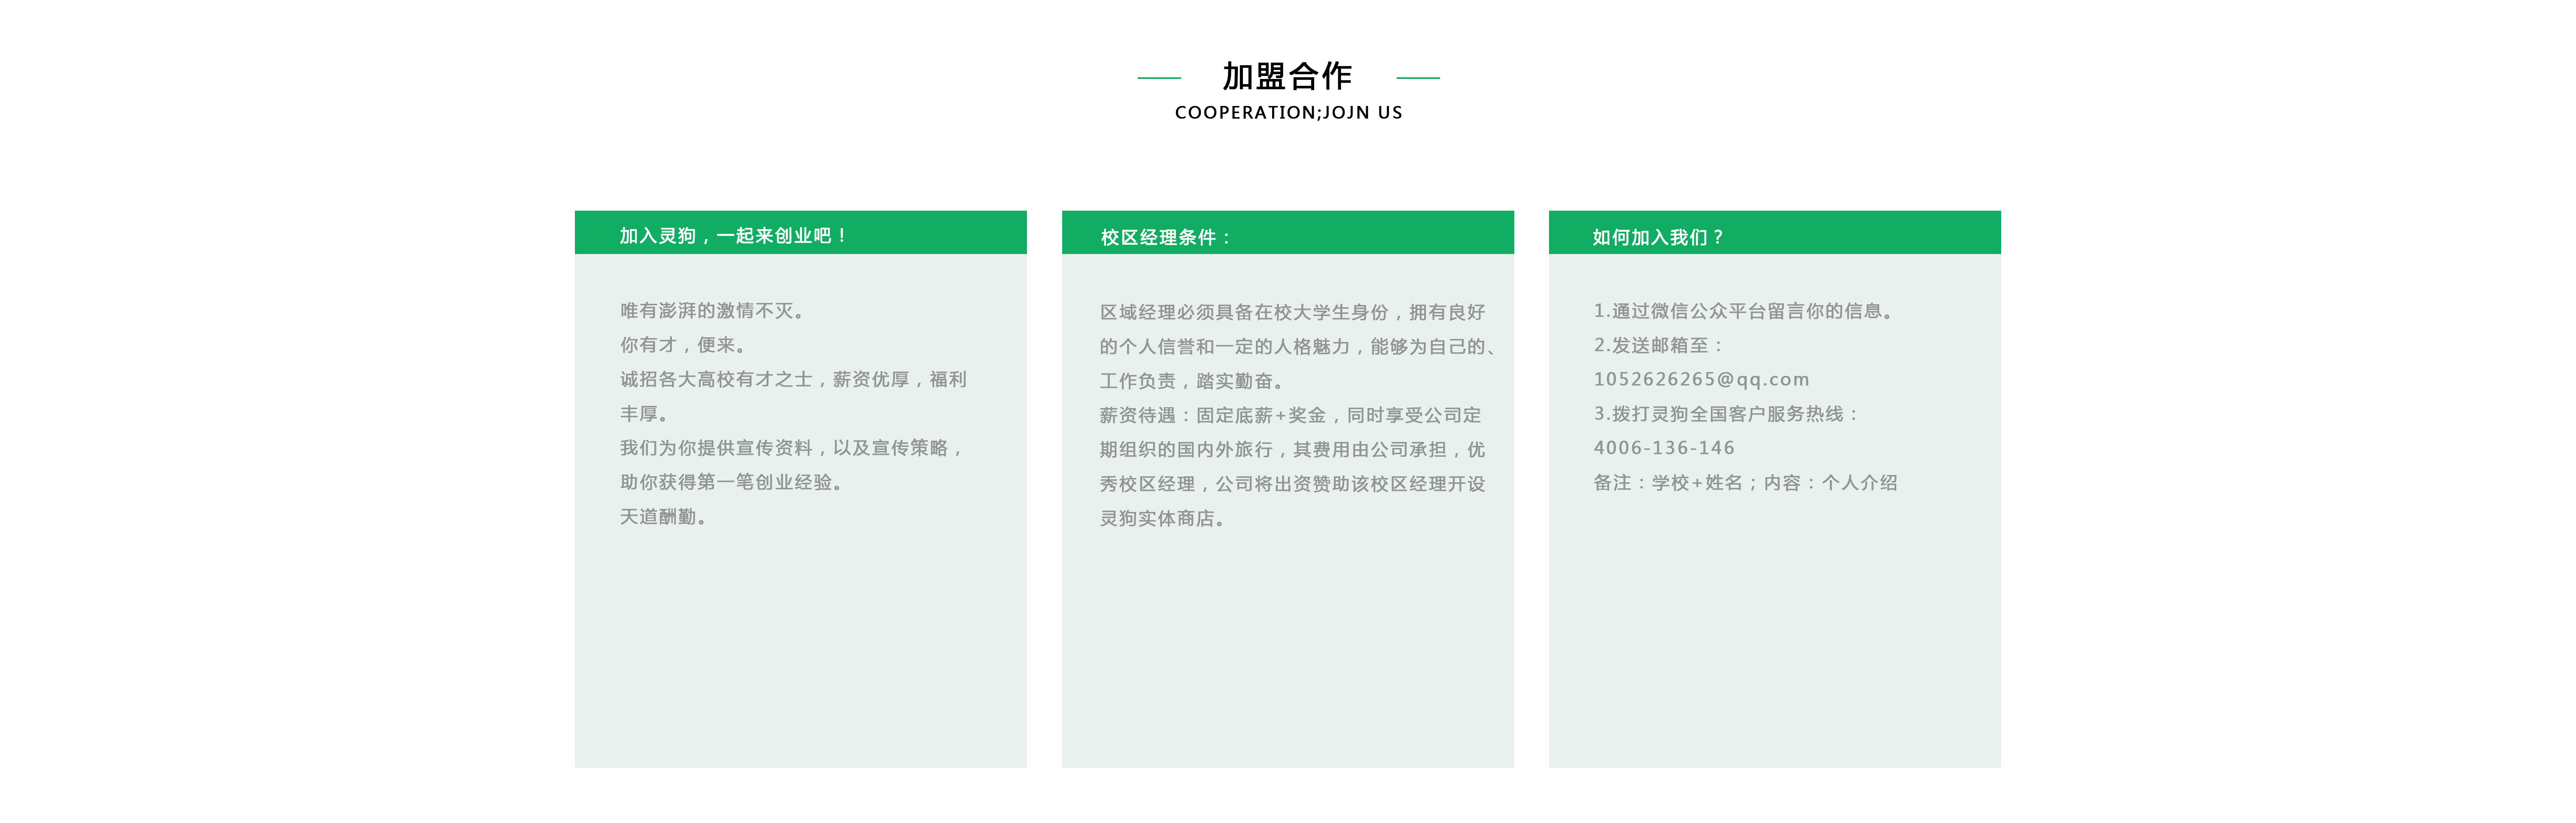 加盟合作
COOPERATION;JOJN US
加入灵狗，一起来创业吧！
唯有澎湃的激情不灭。
你有才，便来。
诚招各大高校有才之士，薪资优厚，福利
丰厚。
我们为你提供宣传资料，以及宣传策略，
助你获得第一笔创业经验。
天道酬勤。
校区经理条件：
区域经理必须具备在校大学生身份，拥有良好
的个人信誉和一定的人格魅力，能够为自己的、
工作负责，踏实勤奋。
薪资待遇：固定底薪+奖金，同时享受公司定
期组织的国内外旅行，其费用由公司承担，优
秀校区经理，公司将出资赞助该校区经理开设
灵狗实体商店。
如何加入我们？
1.通过微信公众平台留言你的信息。
2.发送邮箱至：
1052626265@qq.com
3.拨打灵狗全国客户服务热线：
4006-136-146
备注：学校+姓名；内容：个人介绍